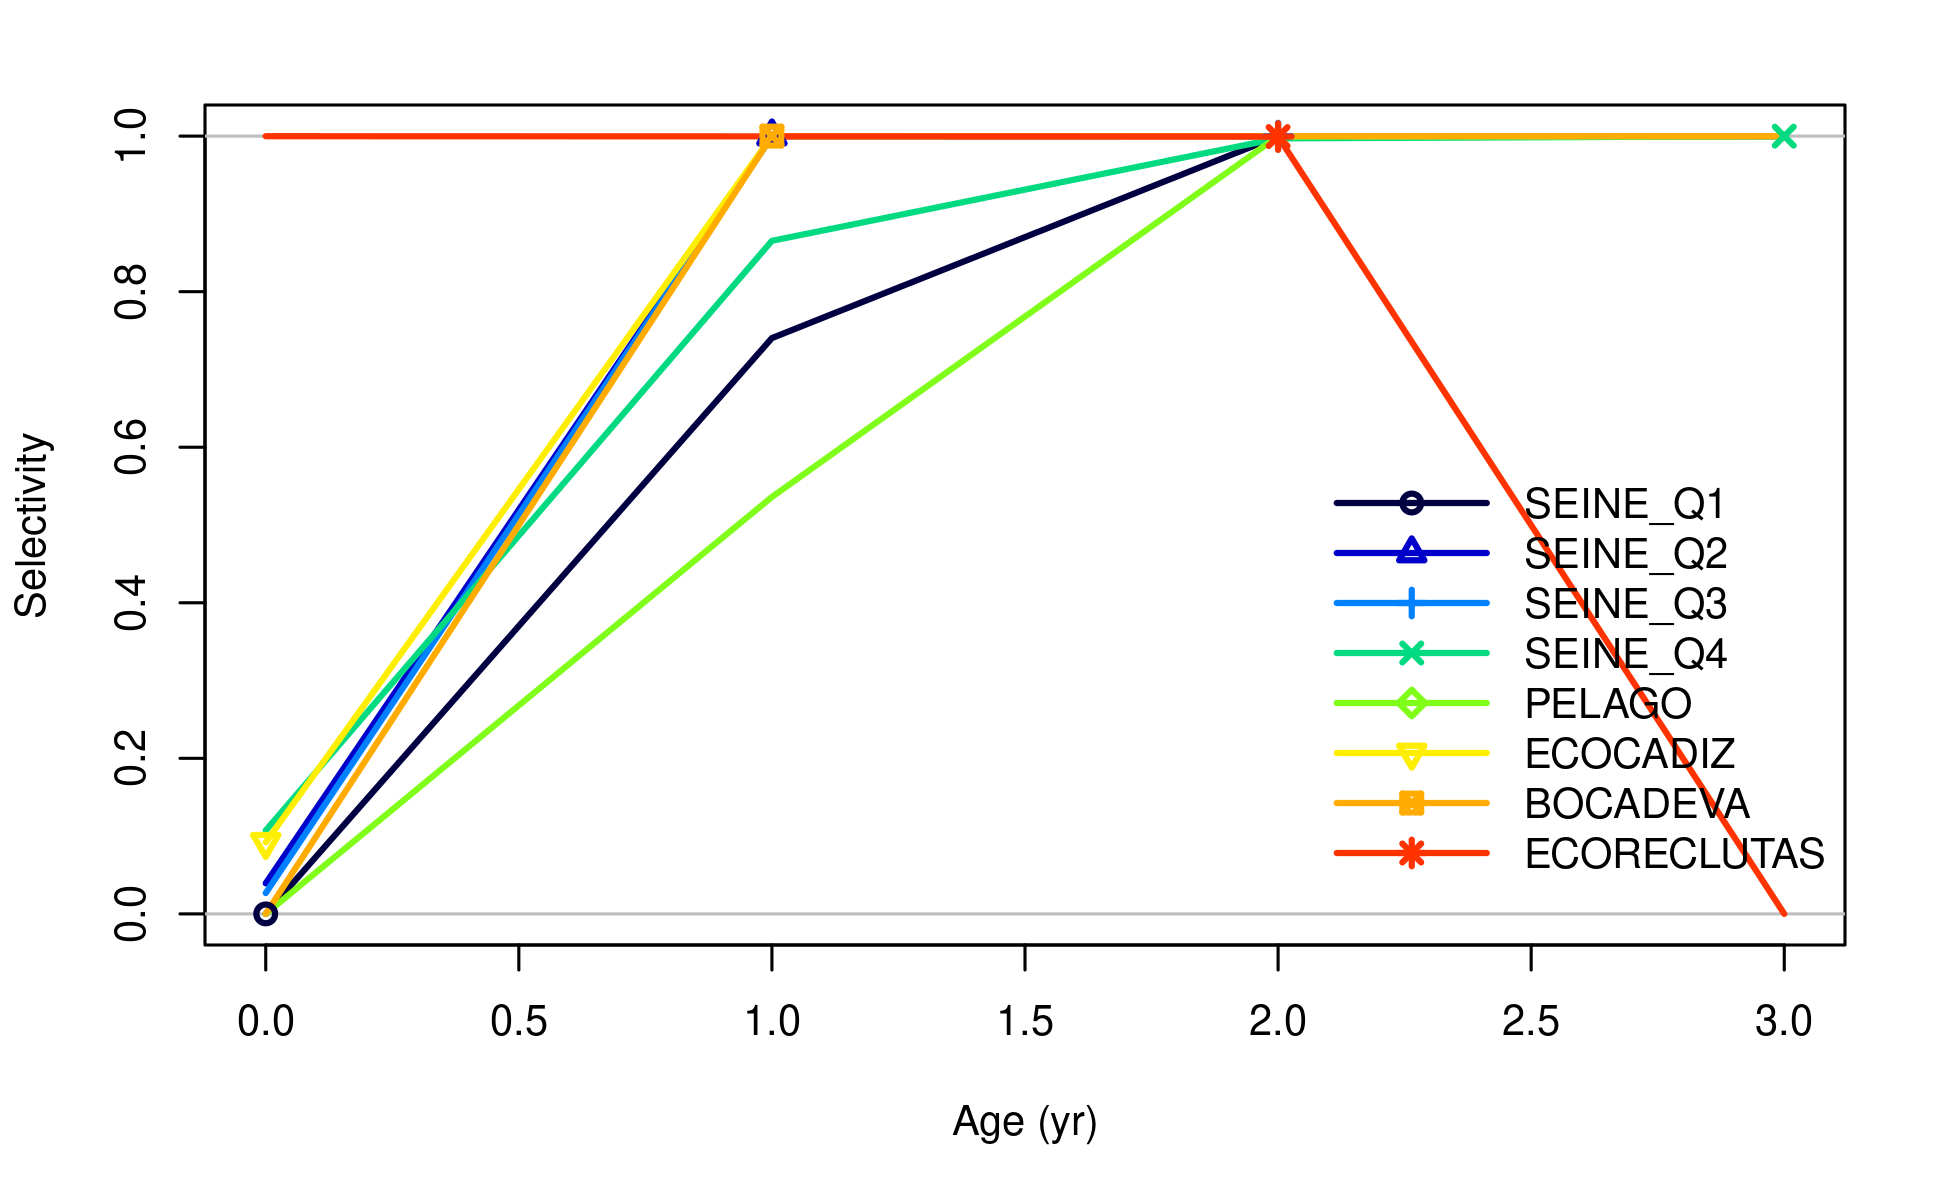 Selectivity
1.0
0.8
0.6
0.4
0.2
0.0
SEINE_Q1
SEINE_Q2
SEINE_Q3
SEINE_Q4
PELAGO
ECOCADIZ
BOCADEVA
ECORECLUTAS
0.0 0.5 1.0 1.5 2.0 2.5 3.0
Age (yr)